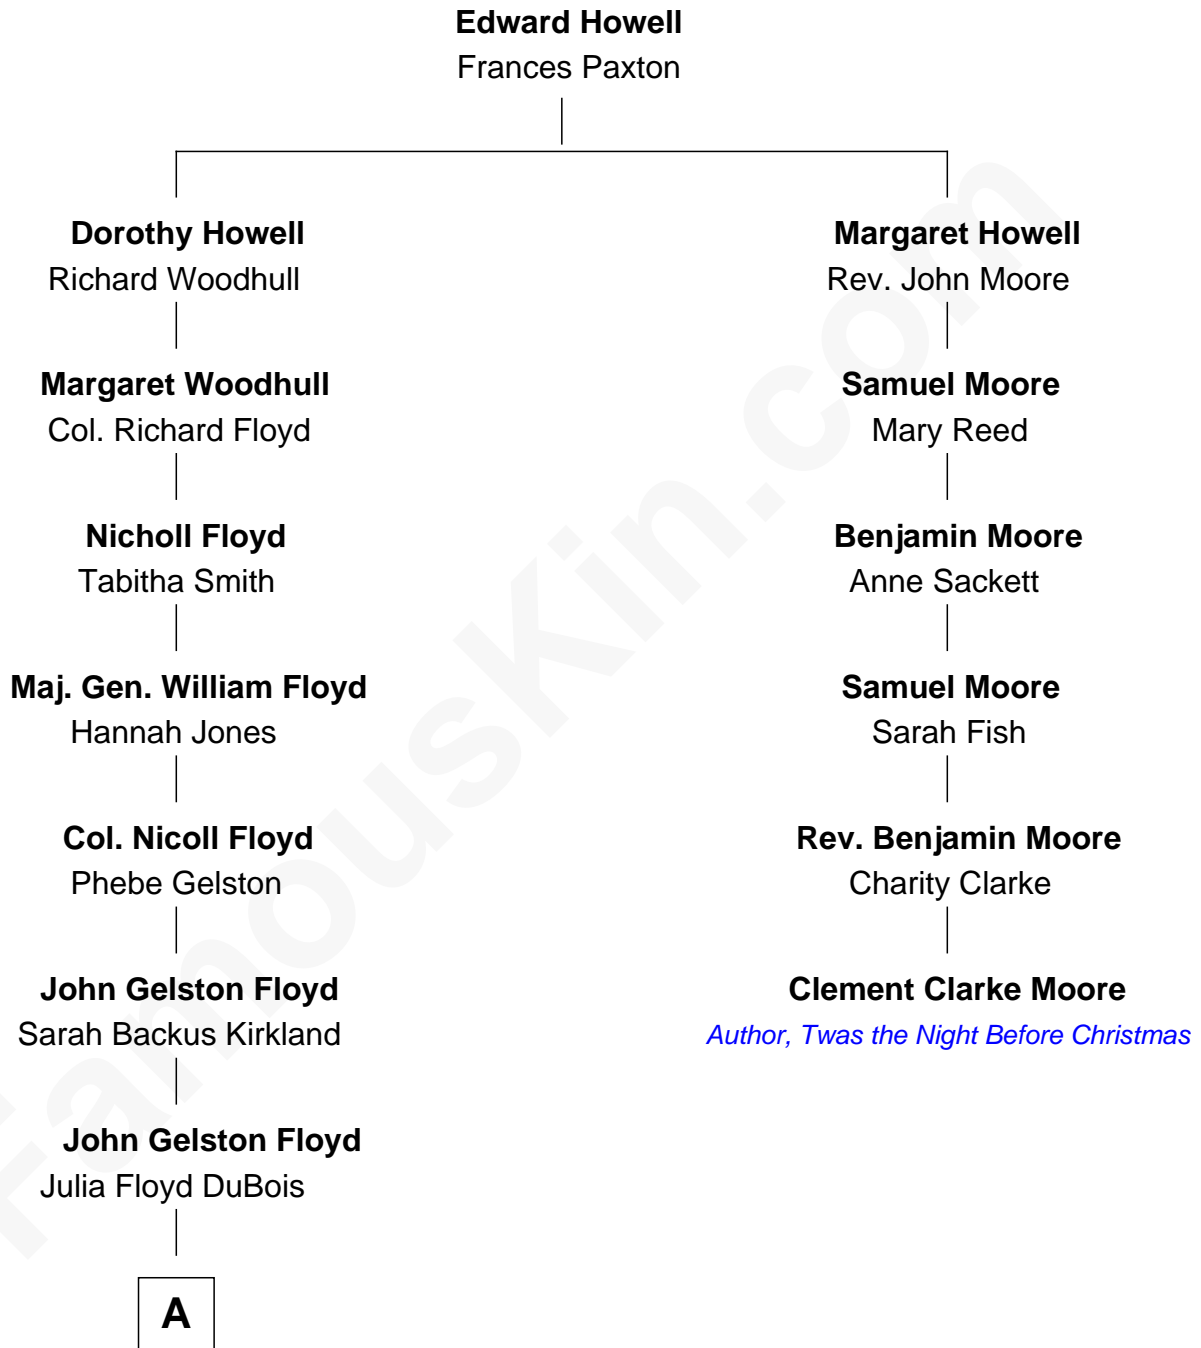 Edward Howell
Frances Paxton
Dorothy Howell
Richard Woodhull
Margaret Woodhull
Col. Richard Floyd
Nicholl Floyd
Tabitha Smith
Maj. Gen. William Floyd
Hannah Jones
Col. Nicoll Floyd
Phebe Gelston
John Gelston Floyd
Sarah Backus Kirkland
John Gelston Floyd
Julia Floyd DuBois
A
Margaret Howell
Rev. John Moore
Samuel Moore
Mary Reed
Benjamin Moore
Anne Sackett
Samuel Moore
Sarah Fish
Rev. Benjamin Moore
Charity Clarke
Clement Clarke Moore
Author, Twas the Night Before Christmas
FamousKin.com